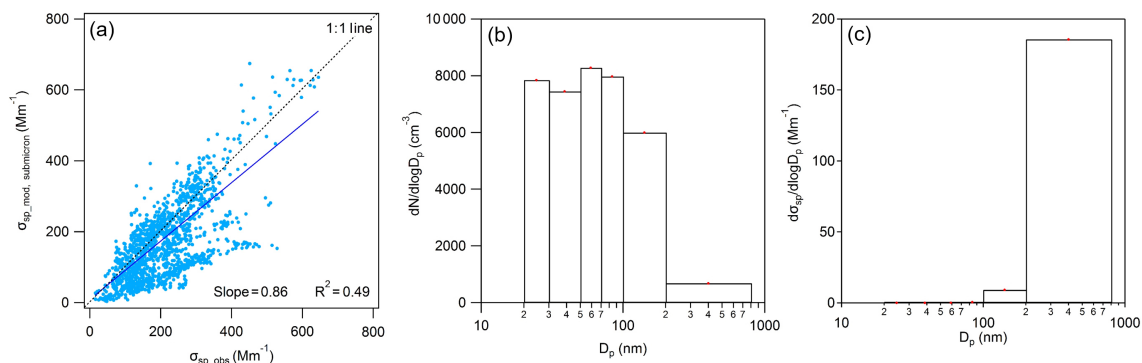 (a)
1:1 line
800
600
400
200
0
σsp_mod, submicron (Mm⁻¹)
Slope=0.86 R²=0.49
0 200 400 600 800
σsp_obs (Mm⁻¹)
(b)
10000
8000
6000
4000
2000
0
dN/dlogDp (cm⁻³)
10 2 3 4 5 6 7 100 2 3 4 5 6 7 1000
Dp (nm)
(c)
200
150
100
50
0
dσsp/dlogDp (Mm⁻¹)
10 2 3 4 5 6 7 100 2 3 4 5 6 7 1000
Dp (nm)